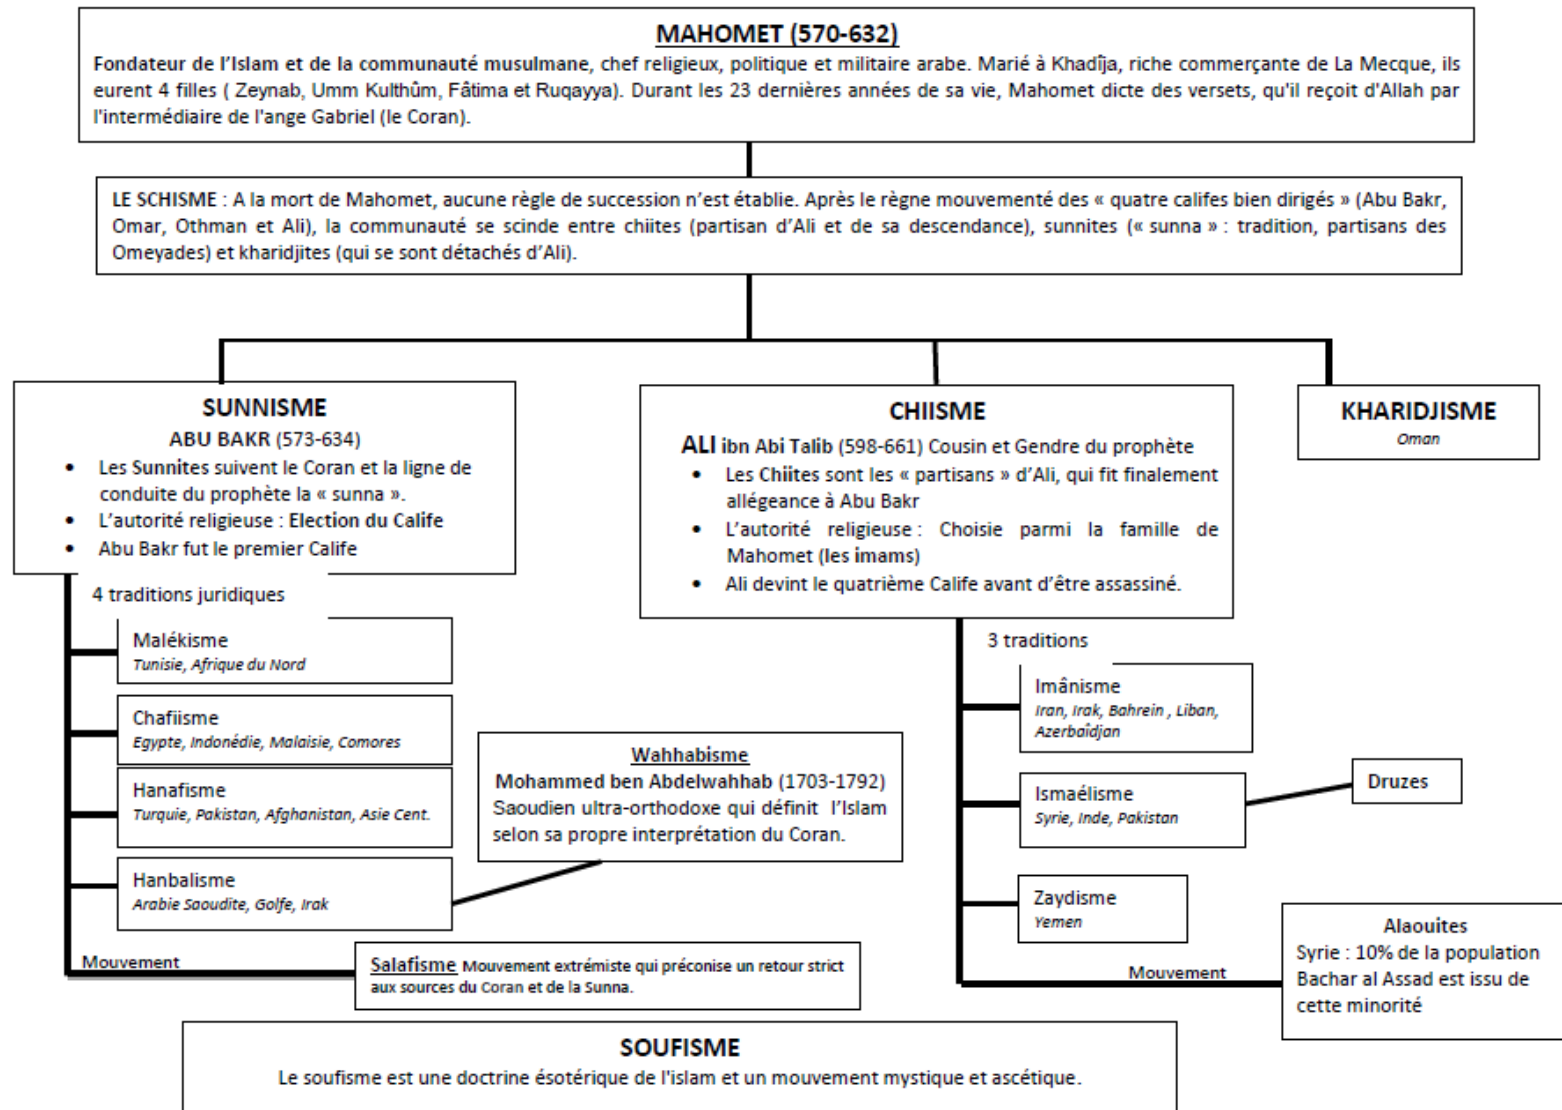 MAHOMET (570-632)
Fondateur de l'Islam et de la communauté musulmane, chef religieux, politique et militaire arabe. Marié à Khadîja, riche commerçante de La Mecque, ils
eurent 4 filles ( Zeynab, Umm Kulthûm, Fâtima et Ruqayya). Durant les 23 dernières années de sa vie, Mahomet dicte des versets, qu'il reçoit d'Allah par
l'intermédiaire de l'ange Gabriel (le Coran).
LE SCHISME : A la mort de Mahomet, aucune règle de succession n'est établie. Après le règne mouvementé des « quatre califes bien dirigés » (Abu Bakr,
Omar, Othman et Ali), la communauté se scinde entre chiites (partisan d'Ali et de sa descendance), sunnites (« sunna » : tradition, partisans des
Omeyades) et kharidjites (qui se sont détachés d'Ali).
SUNNISME
ABU BAKR (573-634)
• Les Sunnites suivent le Coran et la ligne de
conduite du prophète la « sunna ».
• L'autorité religieuse : Election du Calife
• Abu Bakr fut le premier Calife
4 traditions juridiques
Malékisme
Tunisie, Afrique du Nord
Chafiisme
Egypte, Indonédie, Malaisie, Comores
Hanafisme
Turquie, Pakistan, Afghanistan, Asie Cent.
Hanbalisme
Arabie Saoudite, Golfe, Irak
Wahhabisme
Mohammed ben Abdelwahhab (1703-1792)
Saoudien ultra-orthodoxe qui définit l'Islam
selon sa propre interprétation du Coran.
Mouvement
Salafisme Mouvement extrémiste qui préconise un retour strict
aux sources du Coran et de la Sunna.
CHIISME
ALI ibn Abi Talib (598-661) Cousin et Gendre du prophète
• Les Chiites sont les « partisans » d'Ali, qui fit finalement
allégeance à Abu Bakr
• L'autorité religieuse : Choisie parmi la famille de
Mahomet (les imams)
• Ali devint le quatrième Calife avant d'être assassiné.
3 traditions
Imânisme
Iran, Irak, Bahrein , Liban,
Azerbaîdjan
Ismaélisme
Syrie, Inde, Pakistan
Druzes
Zaydisme
Yemen
Mouvement
Alaouites
Syrie : 10% de la population
Bachar al Assad est issu de
cette minorité
KHARIDJISME
Oman
SOUFISME
Le soufisme est une doctrine ésotérique de l'islam et un mouvement mystique et ascétique.